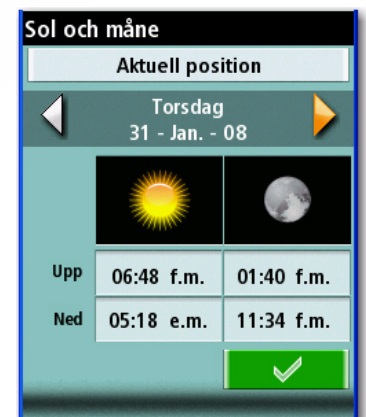 Sol och måne
Aktuell position
Torsdag
31 - Jan. - 08
Upp 06:48 f.m. 01:40 f.m.
Ned 05:18 e.m. 11:34 f.m.